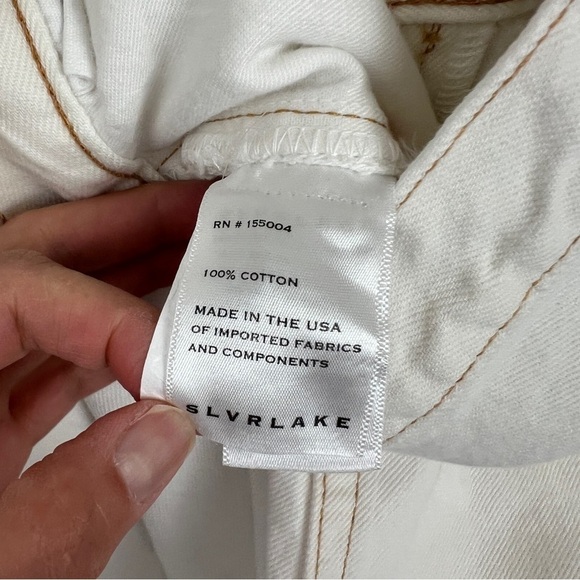 RN # 155004
100% COTTON
MADE IN THE USA
OF IMPORTED FABRICS
AND COMPONENTS
SLVRLAKE